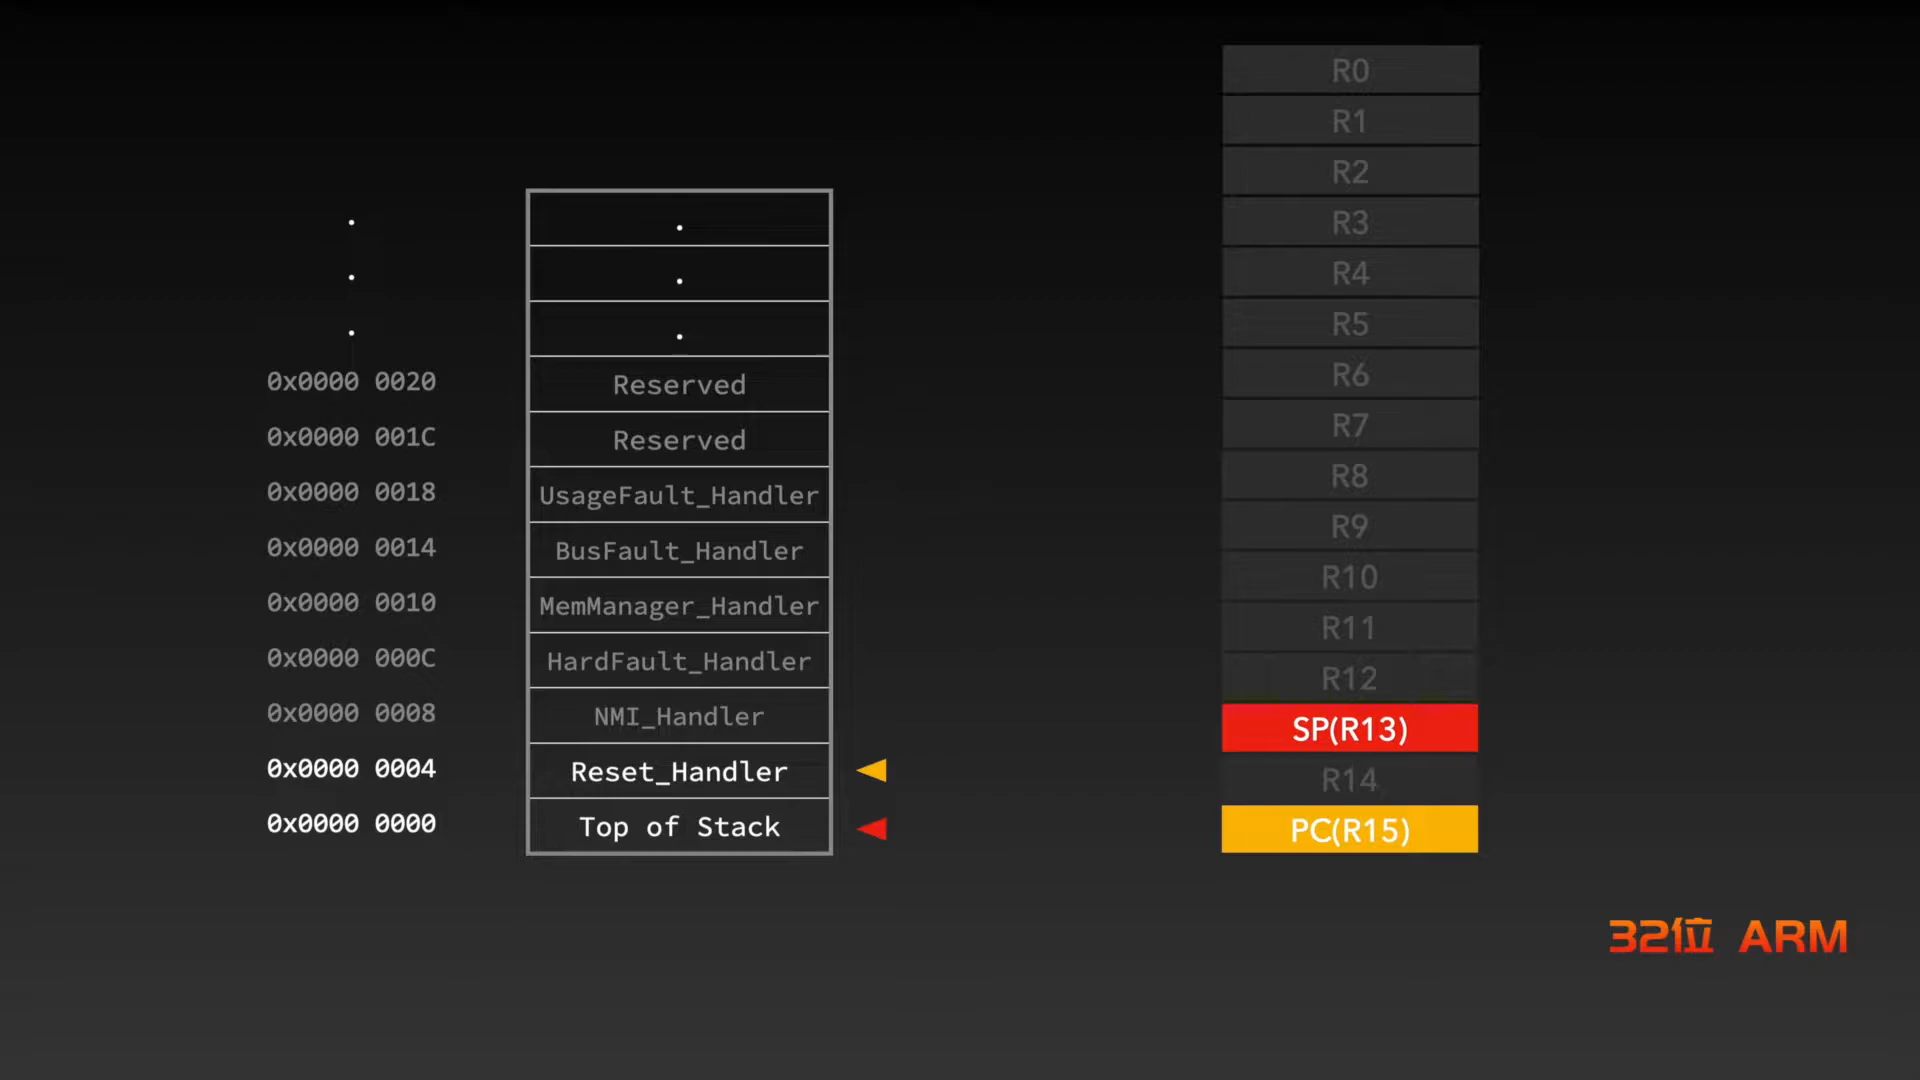 0x0000 0020 Reserved
0x0000 001C Reserved
0x0000 0018 UsageFault_Handler
0x0000 0014 BusFault_Handler
0x0000 0010 MemManager_Handler
0x0000 000C HardFault_Handler
0x0000 0008 NMI_Handler
0x0000 0004 Reset_Handler
0x0000 0000 Top of Stack
R0
R1
R2
R3
R4
R5
R6
R7
R8
R9
R10
R11
R12
SP(R13)
R14
PC(R15)
32位 ARM